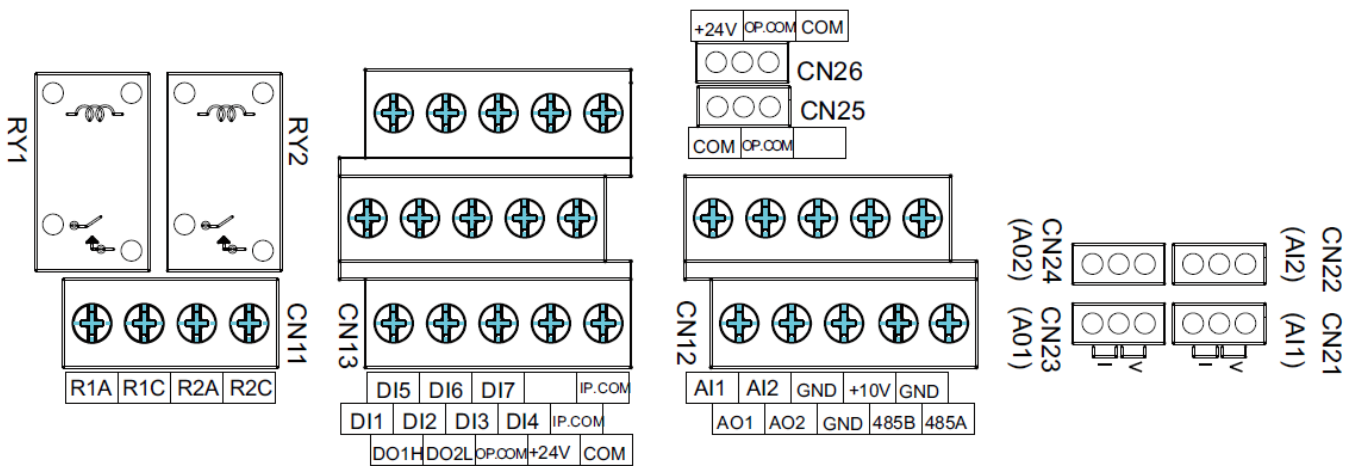 +24V OP.COM COM
CN26
CN25
COM OP.COM
RY1
RY2
CN11
R1A R1C R2A R2C
CN13
DI5 DI6 DI7 IP.COM
DI1 DI2 DI3 DI4 IP.COM
DO1H DO2L OP.COM +24V COM
CN12
AI1 AI2 GND +10V GND
AO1 AO2 GND 485B 485A
CN24
(A02)
CN22
(AI2)
CN23
(A01)
CN21
(AI1)
I V
I V